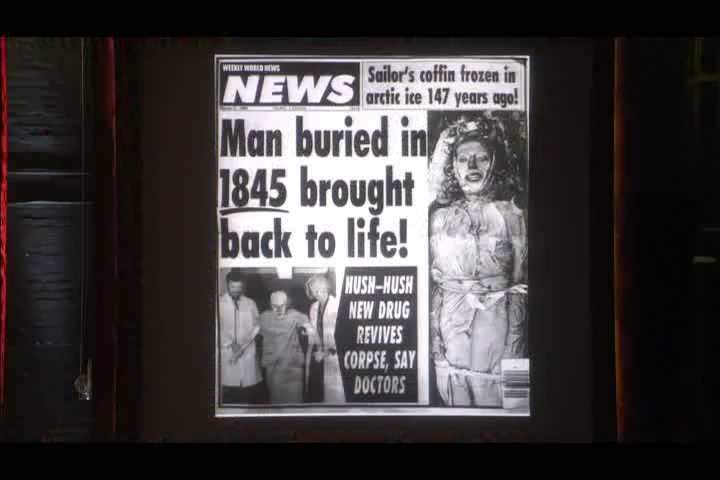 WEEKLY WORLD NEWS
NEWS
Sailor's coffin frozen in
arctic ice 147 years ago!
Man buried in
1845 brought
back to life!
HUSH–HUSH
NEW DRUG
REVIVES
CORPSE, SAY
DOCTORS